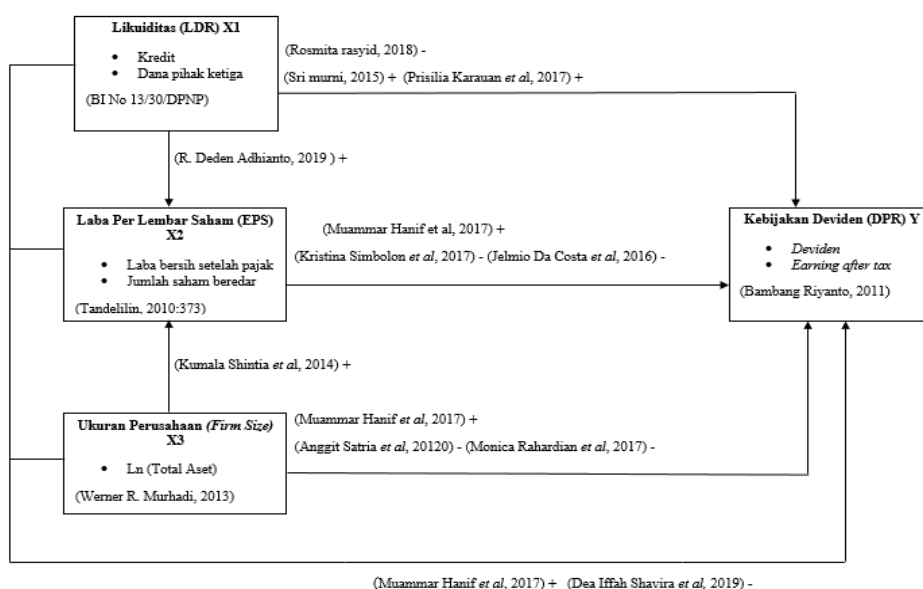 Likuiditas (LDR) X1
• Kredit
• Dana pihak ketiga
(BI No 13/30/DPNP)
(Rosmita rasyid, 2018) -
(Sri murni, 2015) + (Prisilia Karauan et al, 2017) +
(R. Deden Adhianto, 2019 ) +
Laba Per Lembar Saham (EPS)
X2
• Laba bersih setelah pajak
• Jumlah saham beredar
(Tandelilin, 2010:373)
(Muammar Hanif et al, 2017) +
(Kristina Simbolon et al, 2017) - (Jelmio Da Costa et al, 2016) -
Kebijakan Deviden (DPR) Y
• Deviden
• Earning after tax
(Bambang Riyanto, 2011)
(Kumala Shintia et al, 2014) +
Ukuran Perusahaan (Firm Size)
X3
• Ln (Total Aset)
(Werner R. Murhadi, 2013)
(Muammar Hanif et al, 2017) +
(Anggit Satria et al, 20120) - (Monica Rahardian et al, 2017) -
(Muammar Hanif et al, 2017) + (Dea Iffah Shavira et al, 2019) -